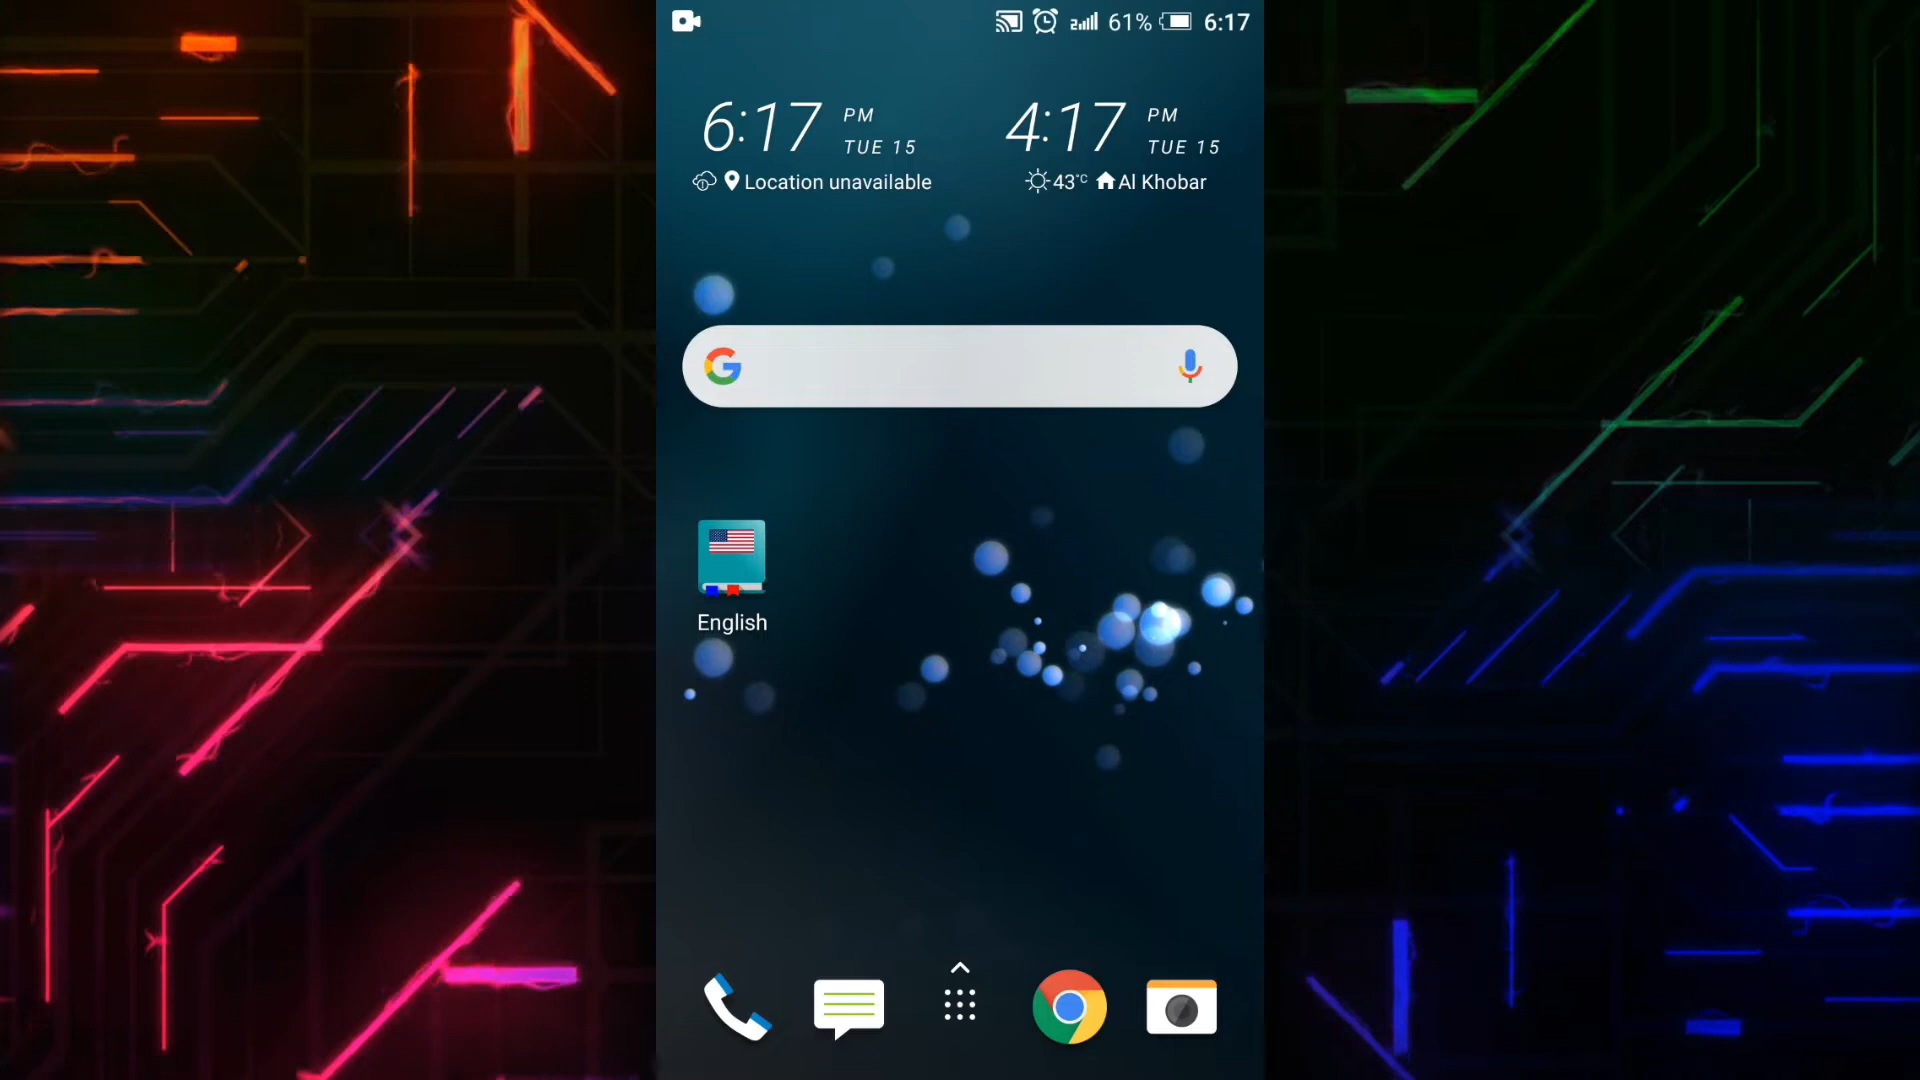 61% 6:17
6:17 PM TUE 15
4:17 PM TUE 15
Location unavailable
43°C Al Khobar
English